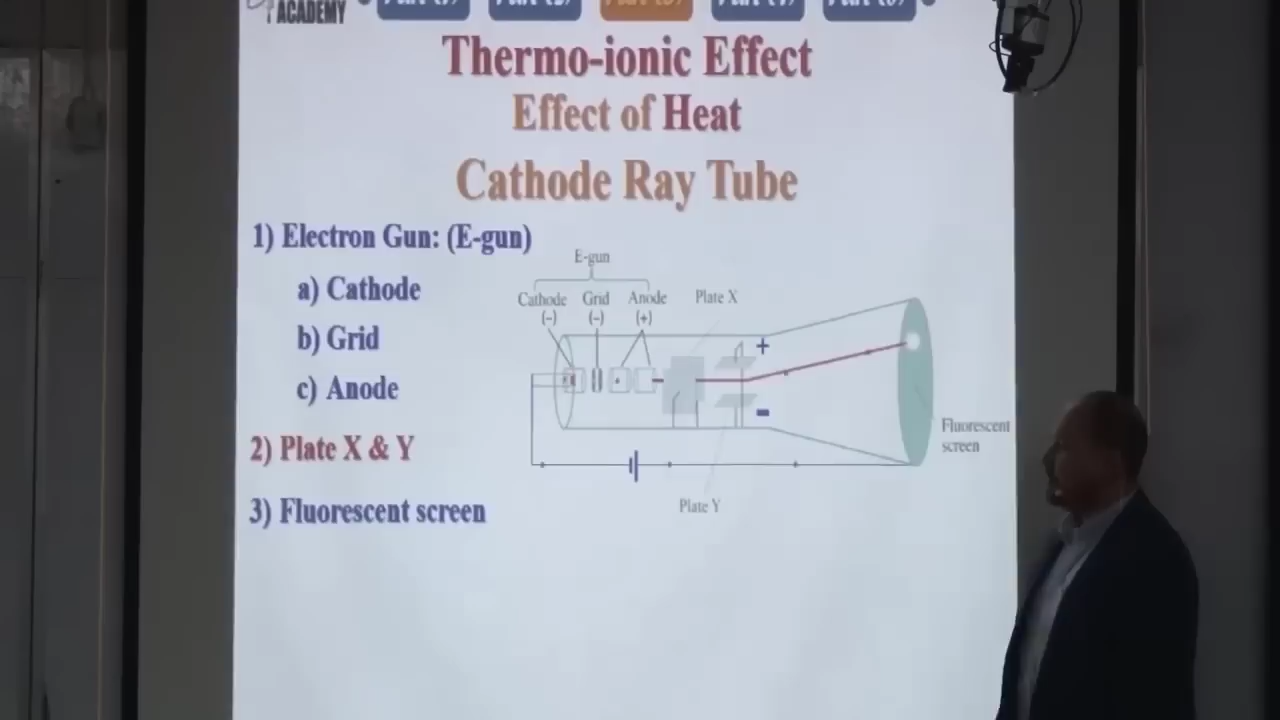 ACADEMY
Thermo-ionic Effect
Effect of Heat
Cathode Ray Tube
1) Electron Gun: (E-gun)
a) Cathode
b) Grid
c) Anode
2) Plate X & Y
3) Fluorescent screen
E-gun
Cathode Grid Anode Plate X
(-) (-) (+)
+
-
Fluorescent
screen
Plate Y